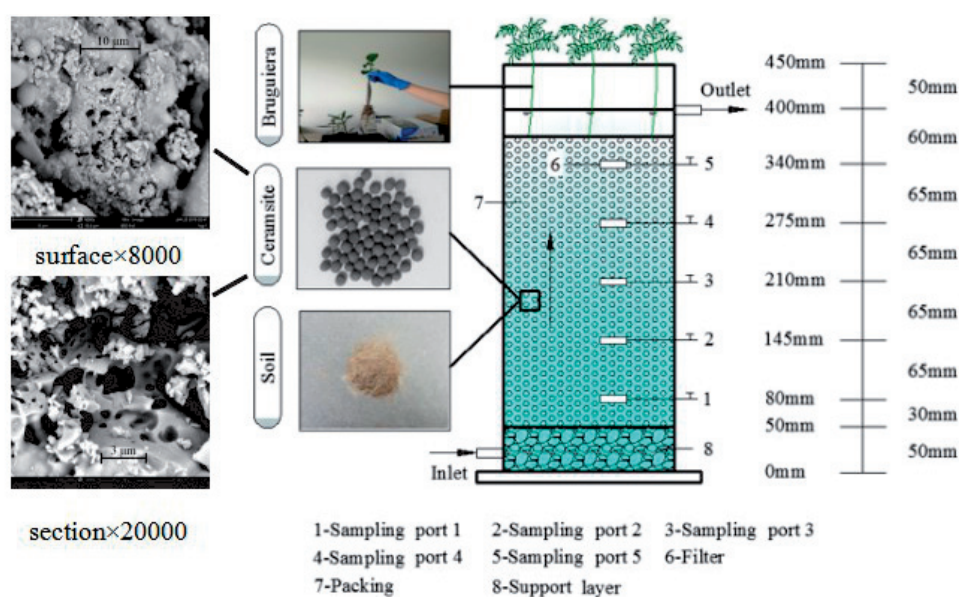 10 μm
surface×8000
3 μm
section×20000
Bruguiera
Ceramsite
Soil
Outlet
Inlet
7
6
5
4
3
2
1
8
450mm
400mm
340mm
275mm
210mm
145mm
80mm
50mm
0mm
50mm
60mm
65mm
65mm
65mm
65mm
30mm
50mm
1-Sampling port 1 2-Sampling port 2 3-Sampling port 3
4-Sampling port 4 5-Sampling port 5 6-Filter
7-Packing 8-Support layer